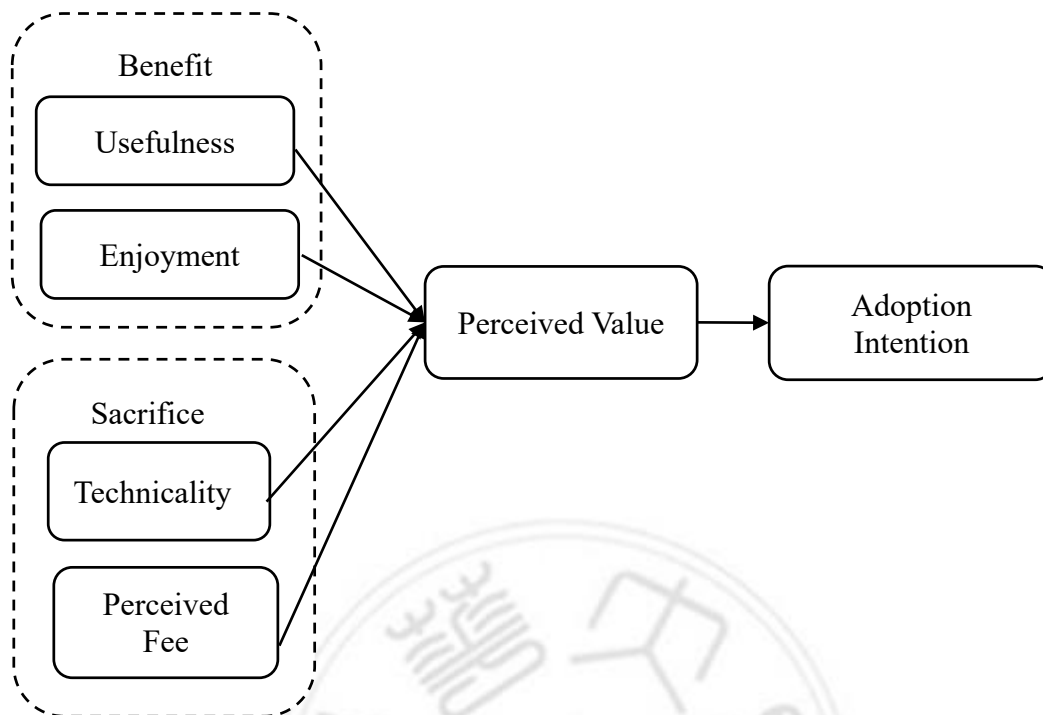 Benefit
Usefulness
Enjoyment
Sacrifice
Technicality
Perceived
Fee
Perceived Value
Adoption
Intention